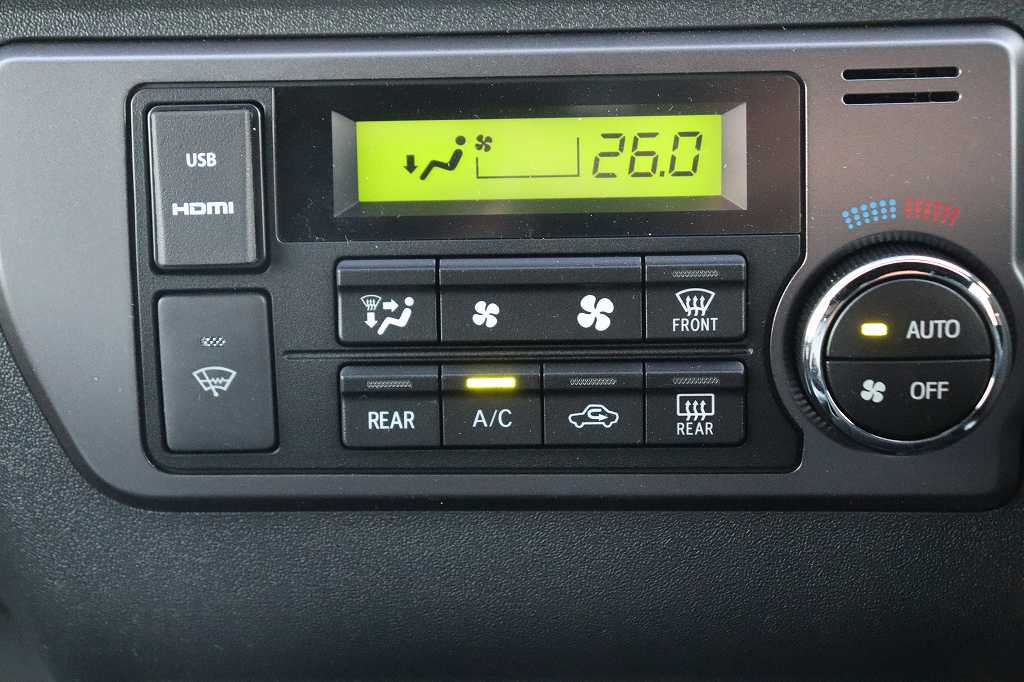 USB
HDMI
26.0
FRONT
AUTO
OFF
REAR
A/C
REAR